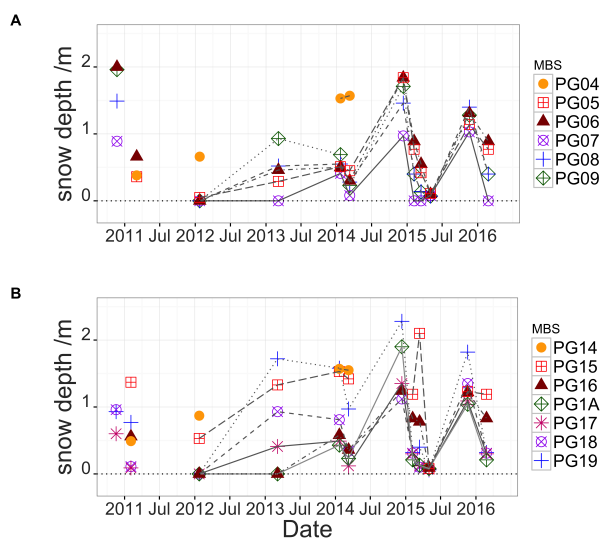 A
snow depth /m
2
1
0
2011 Jul 2012 Jul 2013 Jul 2014 Jul 2015 Jul 2016
MBS
PG04
PG05
PG06
PG07
PG08
PG09
B
snow depth /m
2
1
0
2011 Jul 2012 Jul 2013 Jul 2014 Jul 2015 Jul 2016
Date
MBS
PG14
PG15
PG16
PG1A
PG17
PG18
PG19